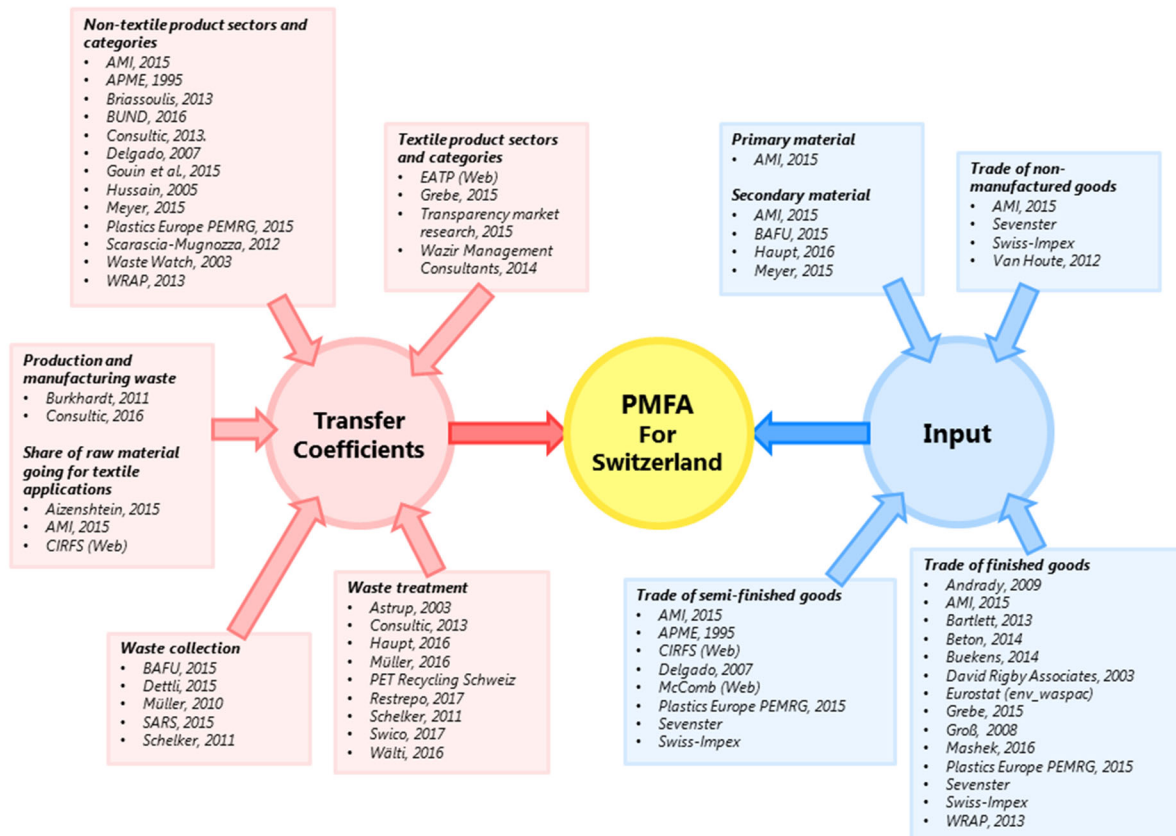 Non-textile product sectors and
categories
• AMI, 2015
• APME, 1995
• Briassoulis, 2013
• BUND, 2016
• Consultic, 2013.
• Delgado, 2007
• Gouin et al., 2015
• Hussain, 2005
• Meyer, 2015
• Plastics Europe PEMRG, 2015
• Scarascia-Mugnozza, 2012
• Waste Watch, 2003
• WRAP, 2013
Textile product sectors
and categories
• EATP (Web)
• Grebe, 2015
• Transparency market
research, 2015
• Wazir Management
Consultants, 2014
Production and
manufacturing waste
• Burkhardt, 2011
• Consultic, 2016
Share of raw material
going for textile
applications
• Aizenshtein, 2015
• AMI, 2015
• CIRFS (Web)
Waste collection
• BAFU, 2015
• Dettli, 2015
• Müller, 2010
• SARS, 2015
• Schelker, 2011
Waste treatment
• Astrup, 2003
• Consultic, 2013
• Haupt, 2016
• Müller, 2016
• PET Recycling Schweiz
• Restrepo, 2017
• Schelker, 2011
• Swico, 2017
• Wälti, 2016
Transfer
Coefficients
PMFA
For
Switzerland
Input
Primary material
• AMI, 2015
Secondary material
• AMI, 2015
• BAFU, 2015
• Haupt, 2016
• Meyer, 2015
Trade of non-
manufactured goods
• AMI, 2015
• Sevenster
• Swiss-Impex
• Van Houte, 2012
Trade of semi-finished goods
• AMI, 2015
• APME, 1995
• CIRFS (Web)
• Delgado, 2007
• McComb (Web)
• Plastics Europe PEMRG, 2015
• Sevenster
• Swiss-Impex
Trade of finished goods
• Andrady, 2009
• AMI, 2015
• Bartlett, 2013
• Beton, 2014
• Buekens, 2014
• David Rigby Associates, 2003
• Eurostat (env_waspac)
• Grebe, 2015
• Groß, 2008
• Mashek, 2016
• Plastics Europe PEMRG, 2015
• Sevenster
• Swiss-Impex
• WRAP, 2013